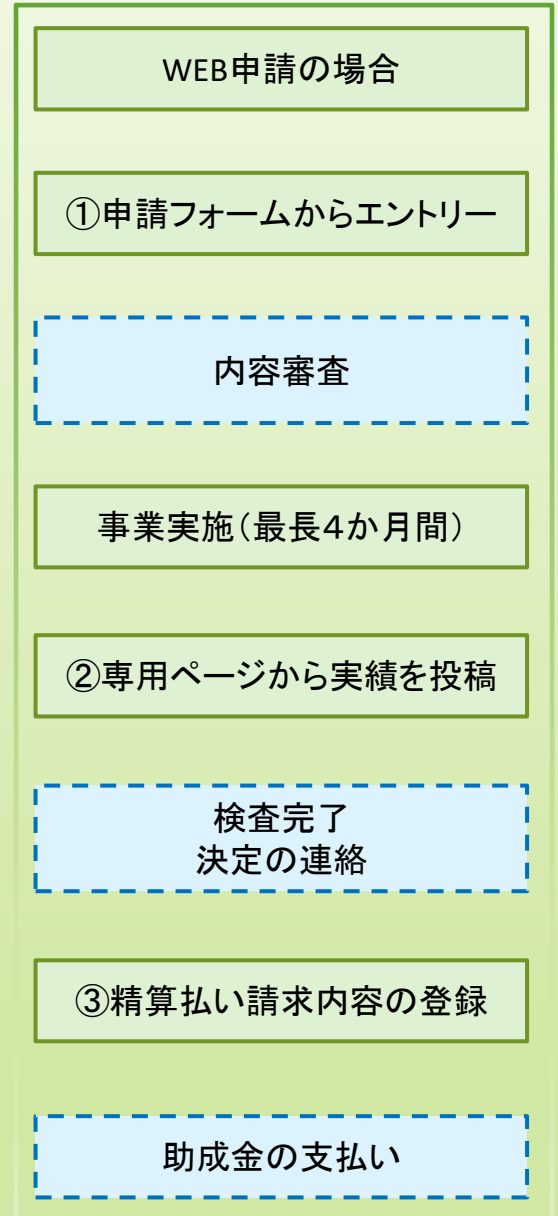 WEB申請の場合
①申請フォームからエントリー
内容審査
事業実施（最長４か月間）
②専用ページから実績を投稿
検査完了
決定の連絡
③精算払い請求内容の登録
助成金の支払い